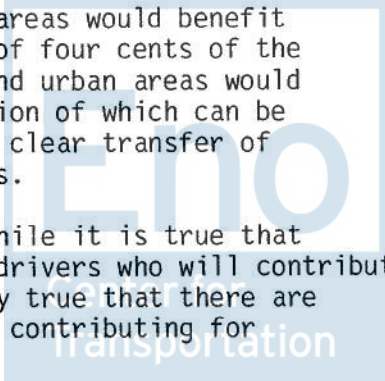 areas would benefit
of four cents of the
nd urban areas would
ion of which can be
clear transfer of
s.
hile it is true that
drivers who will contribut
y true that there are
contributing for
Eno
Center for
Transportation